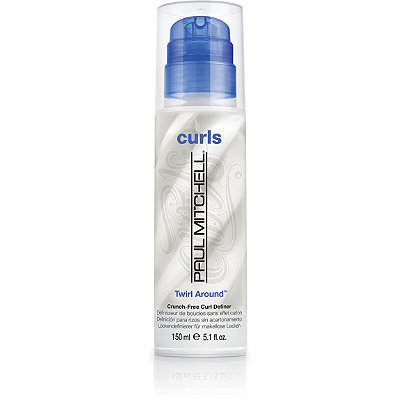 curls
PAUL MITCHELL
Twirl Around™
Crunch-Free Curl Definer
Définisseur de boucles sans effet carton
Definición para rizos sin acartonamiento
Lockendefinierer für makellose Locken
150 ml ℮ 5.1 fl.oz.